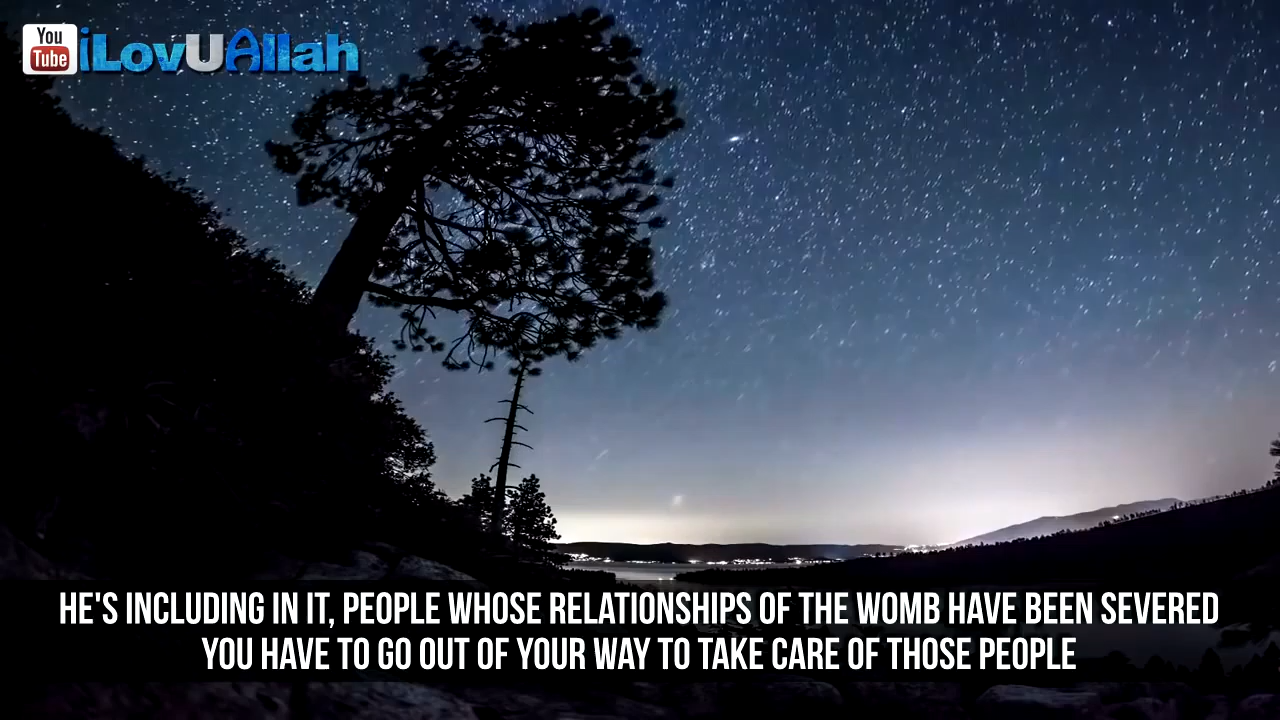 You
Tube
iLovUAllah
HE'S INCLUDING IN IT, PEOPLE WHOSE RELATIONSHIPS OF THE WOMB HAVE BEEN SEVERED
YOU HAVE TO GO OUT OF YOUR WAY TO TAKE CARE OF THOSE PEOPLE